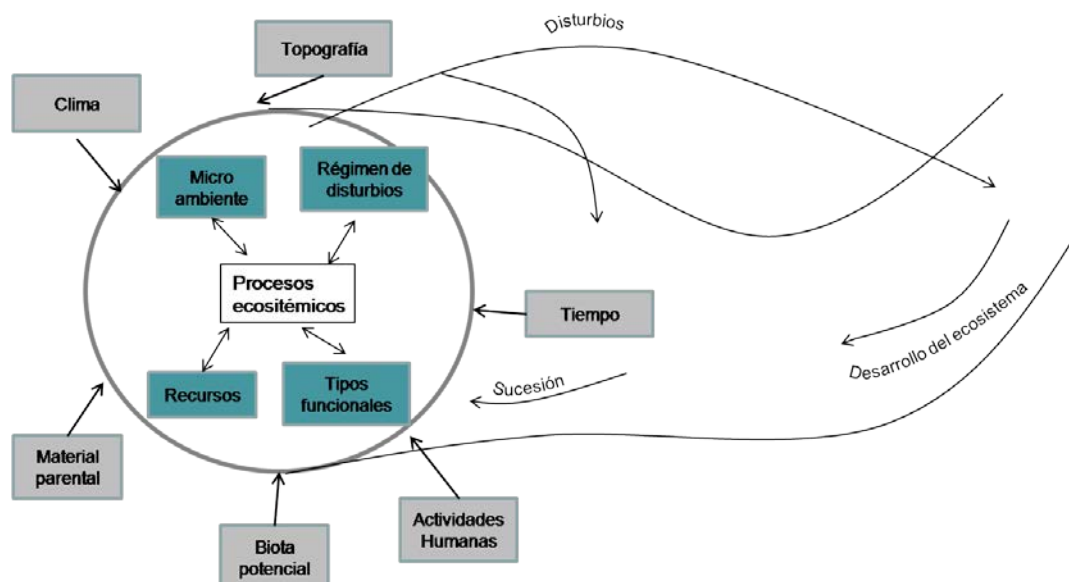 Disturbios
Topografía
Clima
Micro
ambiente
Régimen de
disturbios
Procesos
ecositémicos
Tiempo
Desarrollo del ecosistema
Sucesión
Recursos
Tipos
funcionales
Material
parental
Biota
potencial
Actividades
Humanas